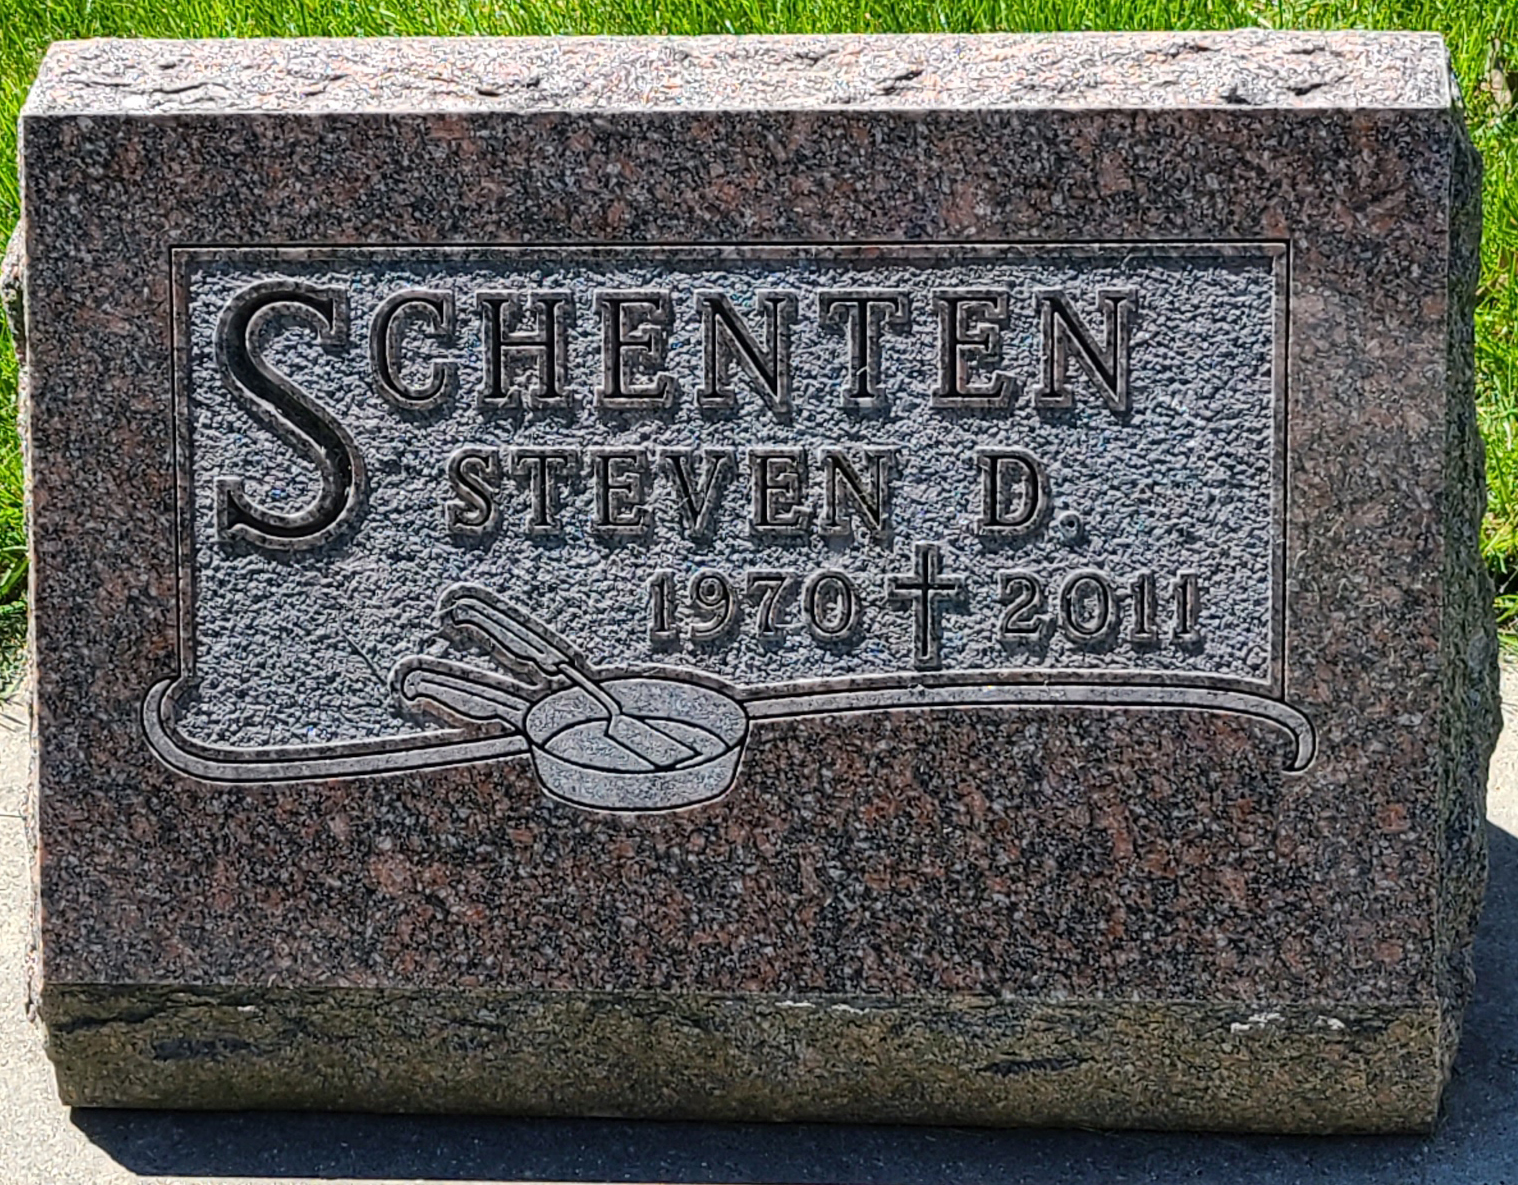 SCHENTEN
STEVEN D.
1970 2011